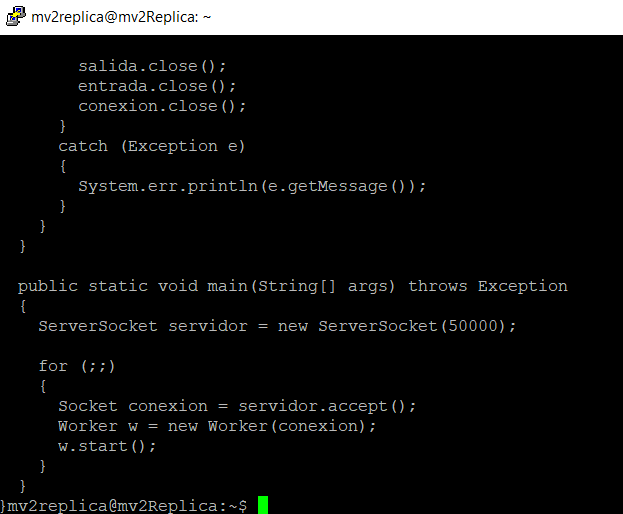 mv2replica@mv2Replica: ~
salida.close();
entrada.close();
conexion.close();
}
catch (Exception e)
{
System.err.println(e.getMessage());
}
}
}
public static void main(String[] args) throws Exception
{
ServerSocket servidor = new ServerSocket(50000);
for (;;)
{
Socket conexion = servidor.accept();
Worker w = new Worker(conexion);
w.start();
}
}
}mv2replica@mv2Replica:~$